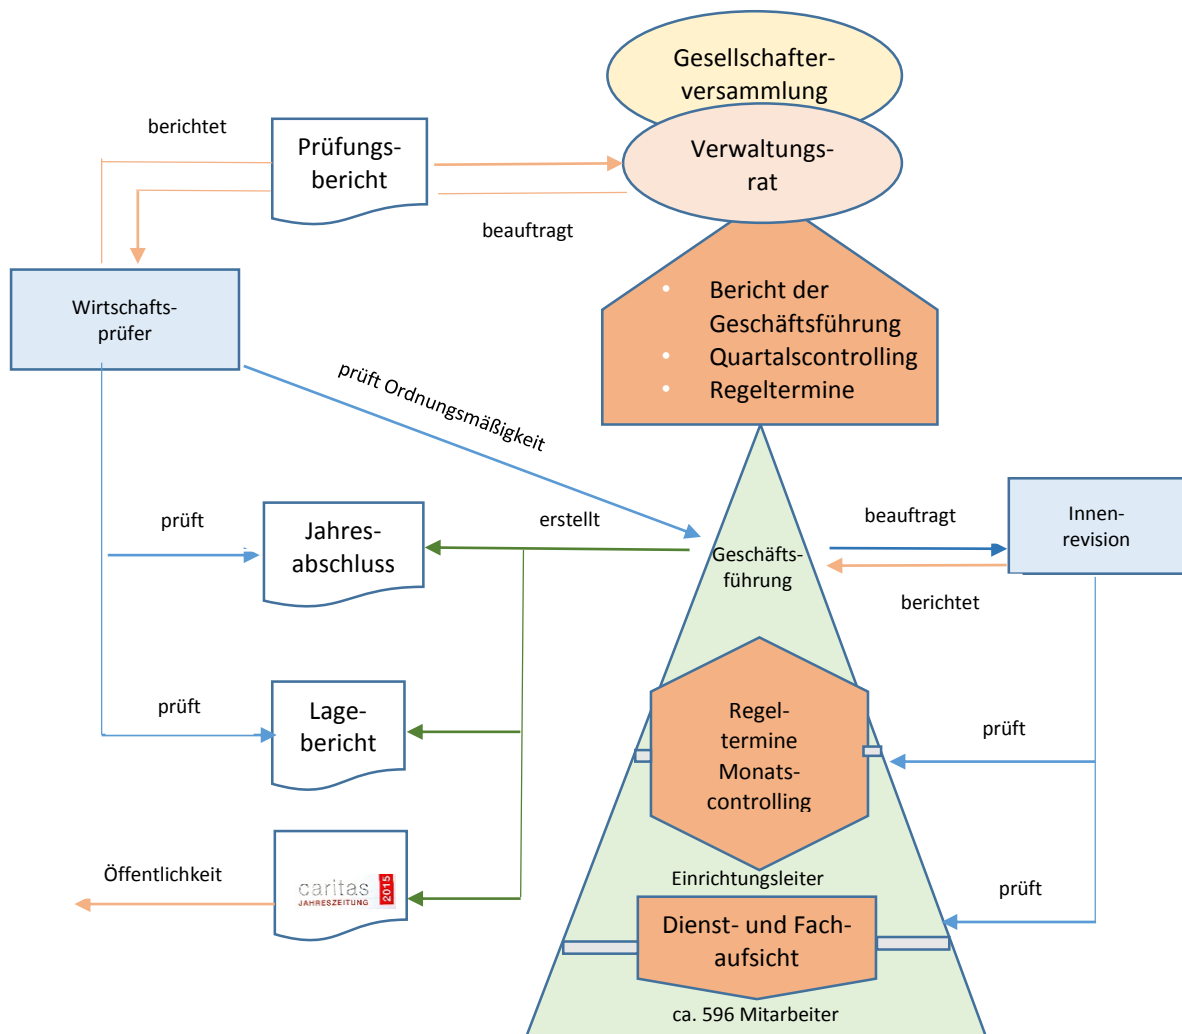 Gesellschafter-
versammlung
Verwaltungs-
rat
berichtet
Prüfungs-
bericht
beauftragt
Wirtschafts-
prüfer
• Bericht der
Geschäftsführung
• Quartalscontrolling
• Regeltermine
prüft Ordnungsmäßigkeit
prüft
Jahres-
abschluss
erstellt
Geschäfts-
führung
beauftragt
Innen-
revision
berichtet
prüft
Lage-
bericht
Regel-
termine
Monats-
controlling
prüft
Öffentlichkeit
caritas
JAHRESZEITUNG
2015
Einrichtungsleiter
prüft
Dienst- und Fach-
aufsicht
ca. 596 Mitarbeiter